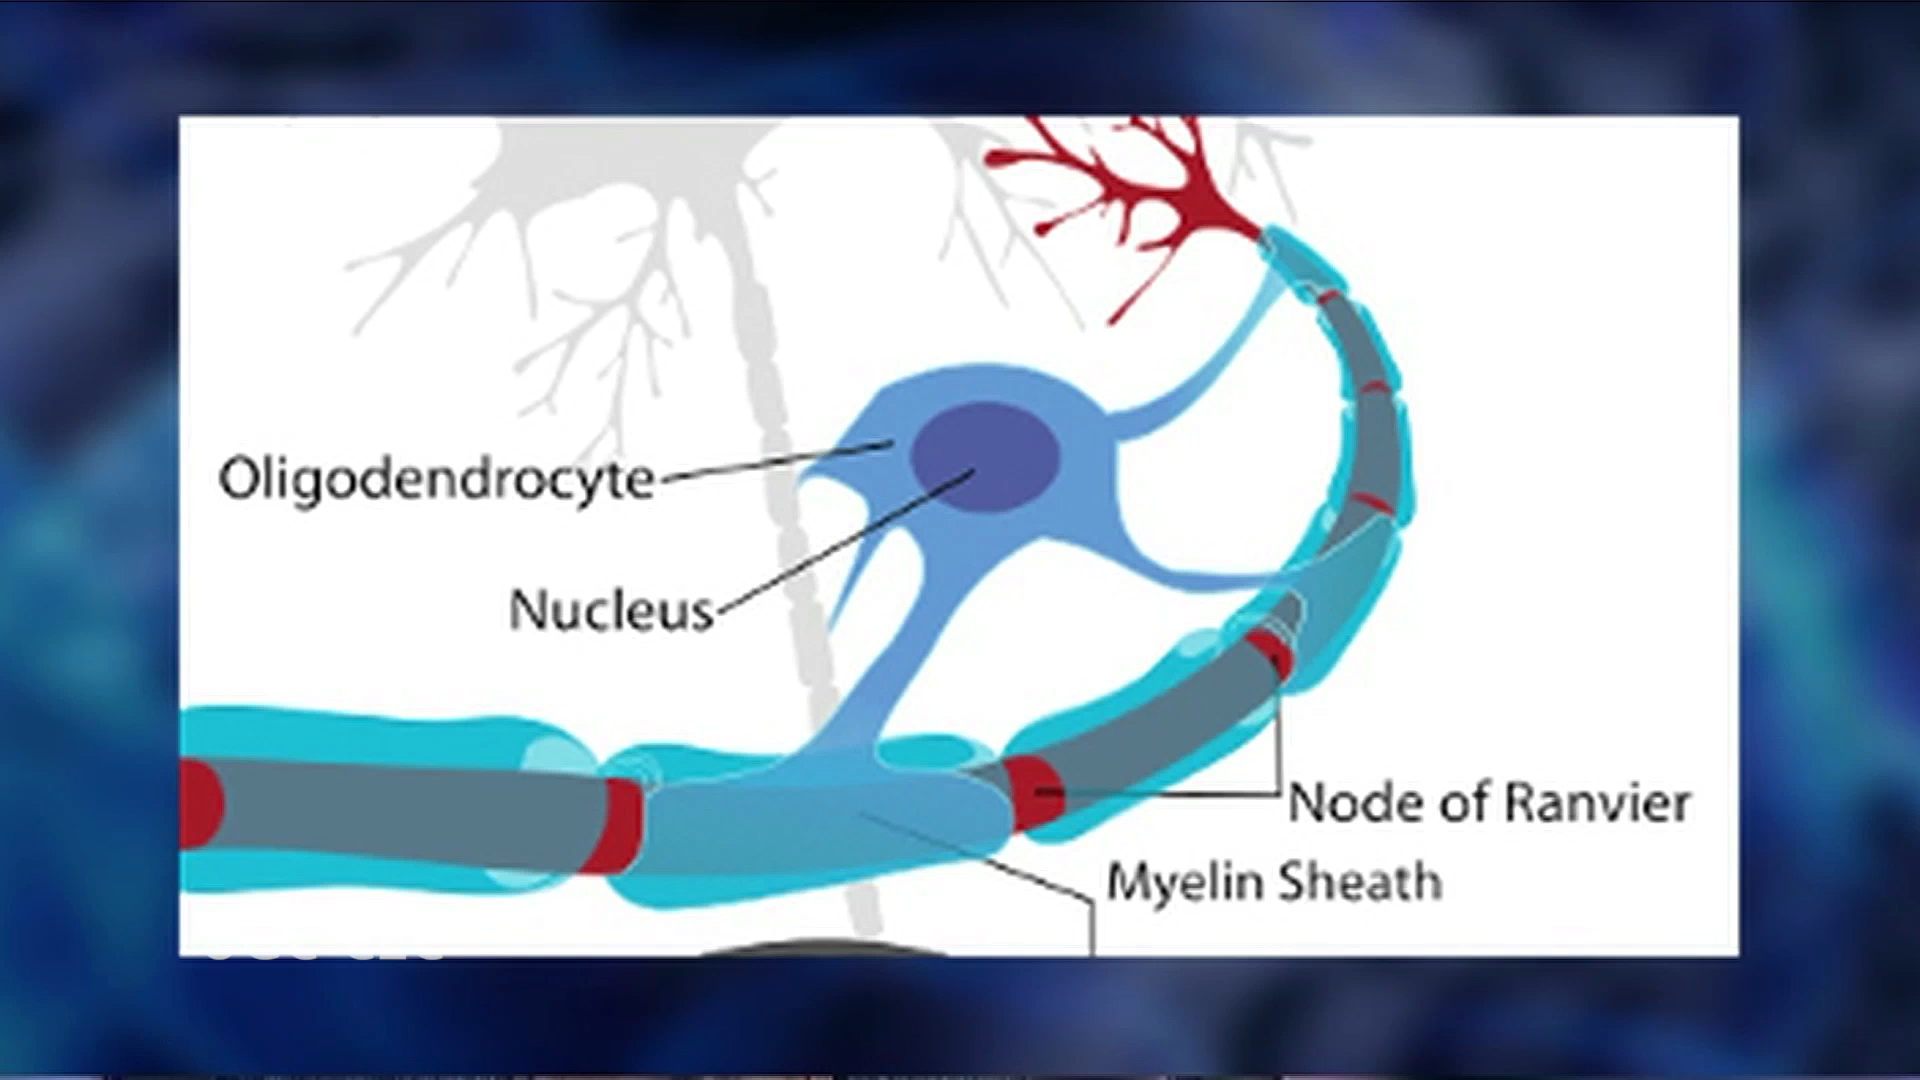 Oligodendrocyte
Nucleus
Node of Ranvier
Myelin Sheath